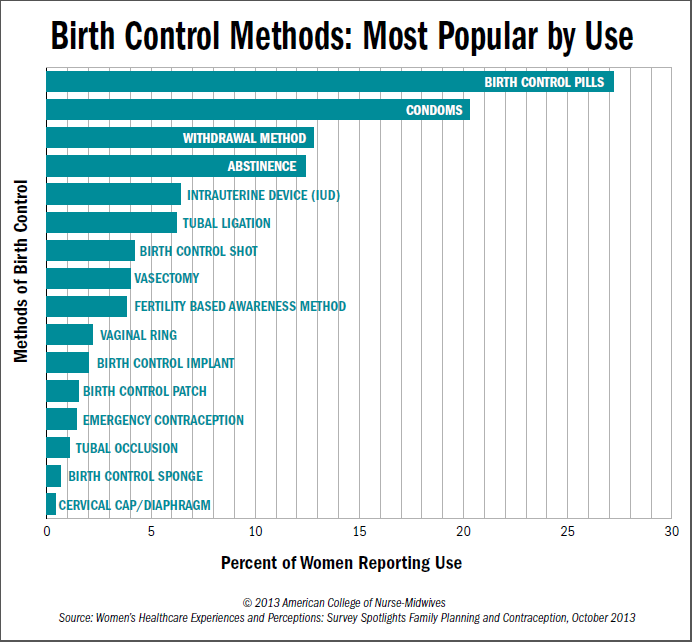 Birth Control Methods: Most Popular by Use
Methods of Birth Control
BIRTH CONTROL PILLS
CONDOMS
WITHDRAWAL METHOD
ABSTINENCE
INTRAUTERINE DEVICE (IUD)
TUBAL LIGATION
BIRTH CONTROL SHOT
VASECTOMY
FERTILITY BASED AWARENESS METHOD
VAGINAL RING
BIRTH CONTROL IMPLANT
BIRTH CONTROL PATCH
EMERGENCY CONTRACEPTION
TUBAL OCCLUSION
BIRTH CONTROL SPONGE
CERVICAL CAP/DIAPHRAGM
0 5 10 15 20 25 30
Percent of Women Reporting Use
© 2013 American College of Nurse-Midwives
Source: Women's Healthcare Experiences and Perceptions: Survey Spotlights Family Planning and Contraception, October 2013